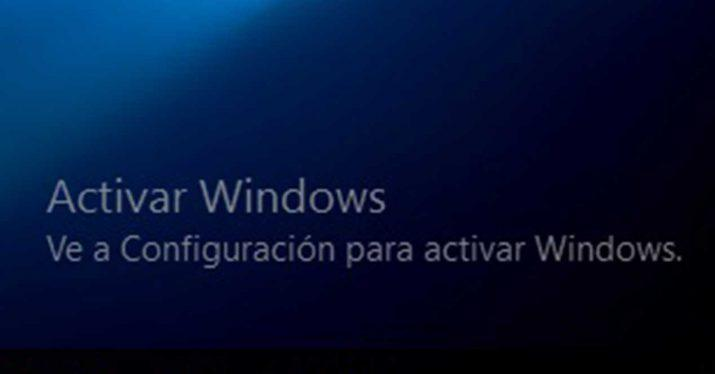 Activar Windows
Ve a Configuración para activar Windows.